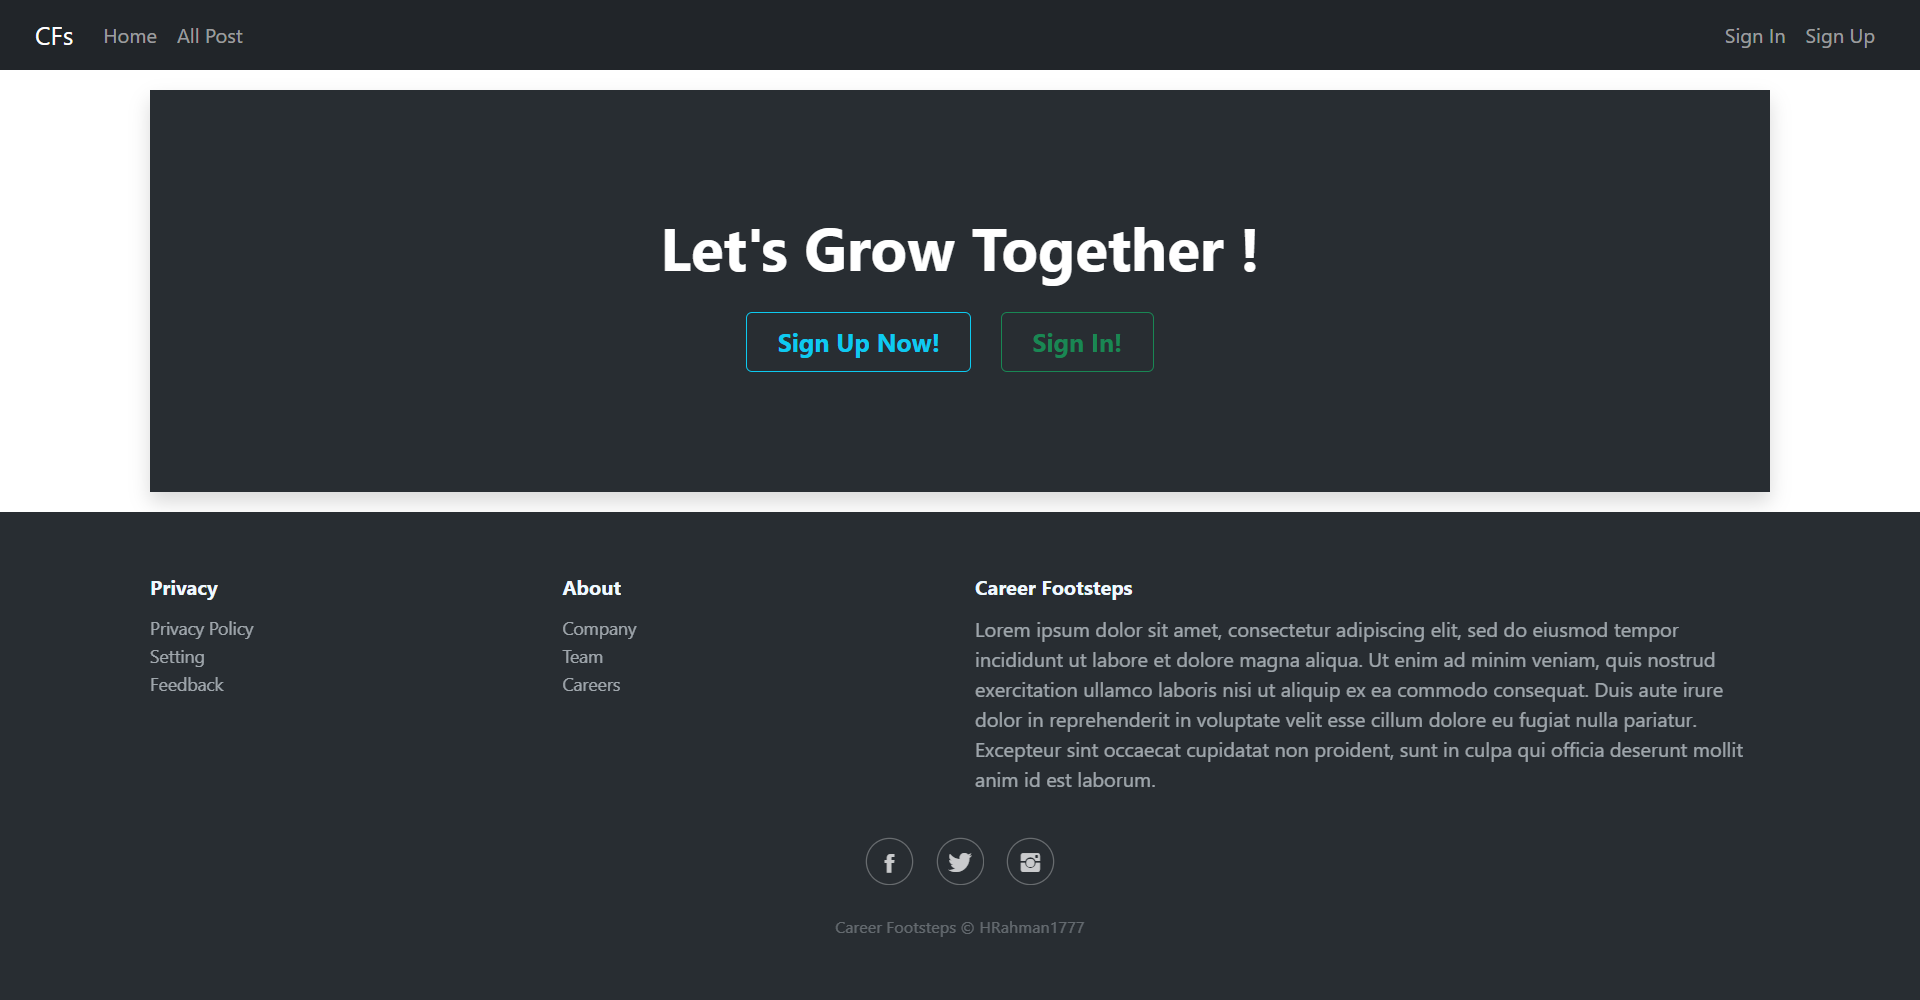 CFs Home All Post Sign In Sign Up
Let's Grow Together !
Sign Up Now! Sign In!
Privacy
Privacy Policy
Setting
Feedback
About
Company
Team
Careers
Career Footsteps
Lorem ipsum dolor sit amet, consectetur adipiscing elit, sed do eiusmod tempor
incididunt ut labore et dolore magna aliqua. Ut enim ad minim veniam, quis nostrud
exercitation ullamco laboris nisi ut aliquip ex ea commodo consequat. Duis aute irure
dolor in reprehenderit in voluptate velit esse cillum dolore eu fugiat nulla pariatur.
Excepteur sint occaecat cupidatat non proident, sunt in culpa qui officia deserunt mollit
anim id est laborum.
Career Footsteps © HRahman1777